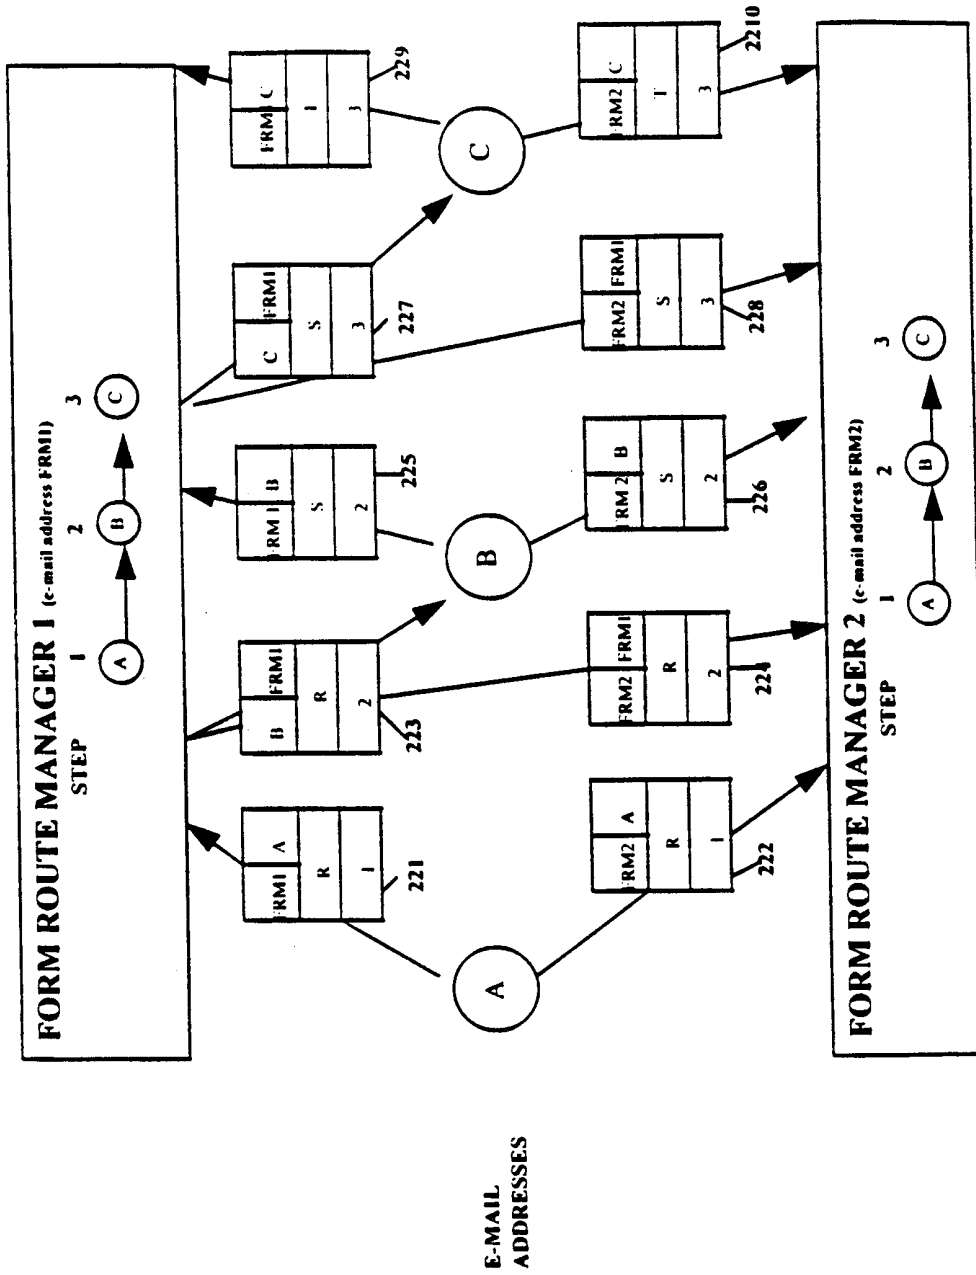 FORM ROUTE MANAGER 1 (e-mail address FRM1)
STEP 1 2 3
A B C
FRM1 A
R
1
221
B FRM1
R
2
223
FRM1 B
S
2
225
C FRM1
S
3
227
FRM1 C
3
229
E-MAIL
ADDRESSES
A
B
C
FRM2 A
R
1
222
FRM2 FRM1
R
2
224
FRM 2 B
S
2
226
FRM2 FRM1
S
3
228
FRM2 C
T
3
2210
FORM ROUTE MANAGER 2 (e-mail address FRM2)
STEP 1 2 3
A B C